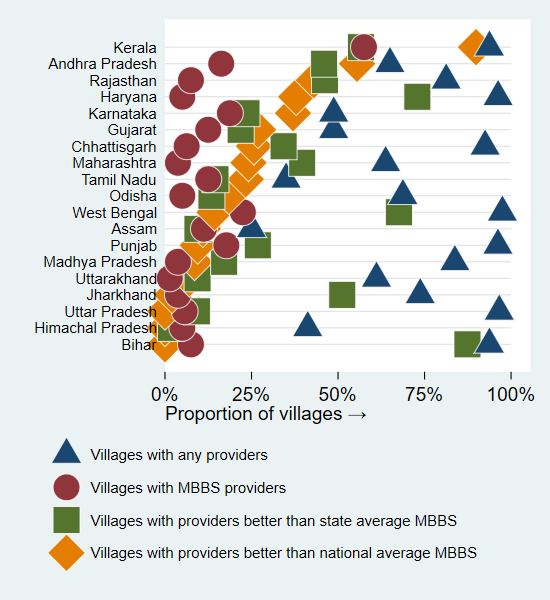 Kerala
Andhra Pradesh
Rajasthan
Haryana
Karnataka
Gujarat
Chhattisgarh
Maharashtra
Tamil Nadu
Odisha
West Bengal
Assam
Punjab
Madhya Pradesh
Uttarakhand
Jharkhand
Uttar Pradesh
Himachal Pradesh
Bihar
0% 25% 50% 75% 100%
Proportion of villages →
Villages with any providers
Villages with MBBS providers
Villages with providers better than state average MBBS
Villages with providers better than national average MBBS